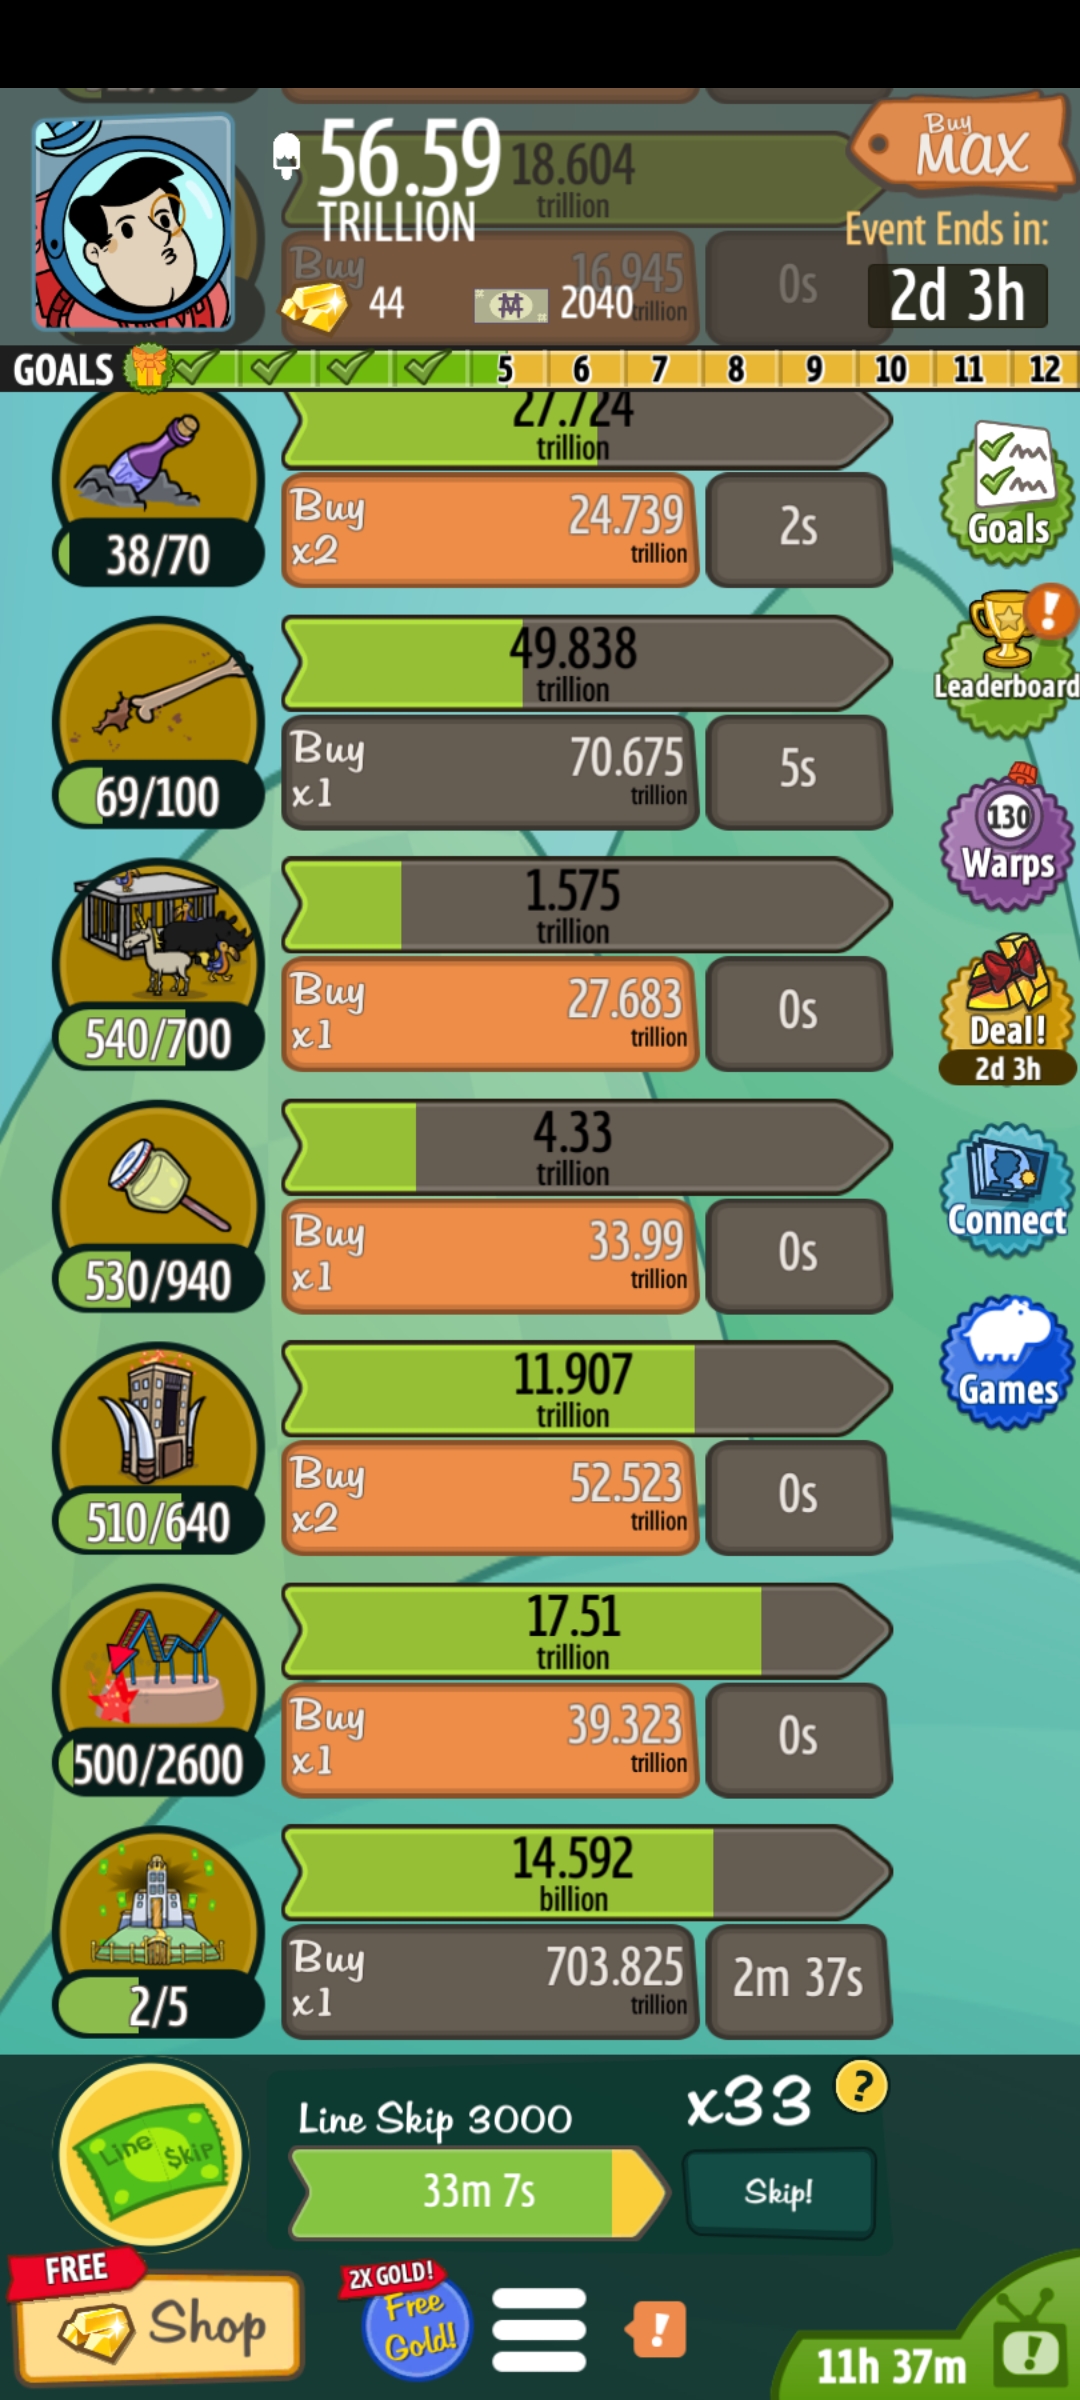 Buy
MAX
56.59
18.604
TRILLION
trillion
Event Ends in:
Buy
16.945
trillion
0s
2d 3h
44
2040
GOALS 5 6 7 8 9 10 11 12
27.724
trillion
Buy
x2
24.739
trillion
2s
38/70
Goals
49.838
trillion
Buy
x1
70.675
trillion
5s
69/100
Leaderboard
130
Warps
1.575
trillion
Buy
x1
27.683
trillion
0s
540/700
Deal!
2d 3h
4.33
trillion
Buy
x1
33.99
trillion
0s
530/940
Connect
11.907
trillion
Buy
x2
52.523
trillion
0s
510/640
Games
17.51
trillion
Buy
x1
39.323
trillion
0s
500/2600
14.592
billion
Buy
x1
703.825
trillion
2m 37s
2/5
Line $kip
Line Skip 3000
x33
?
33m 7s
Skip!
FREE
Shop
2X GOLD!
Free
Gold!
!
11h 37m
!